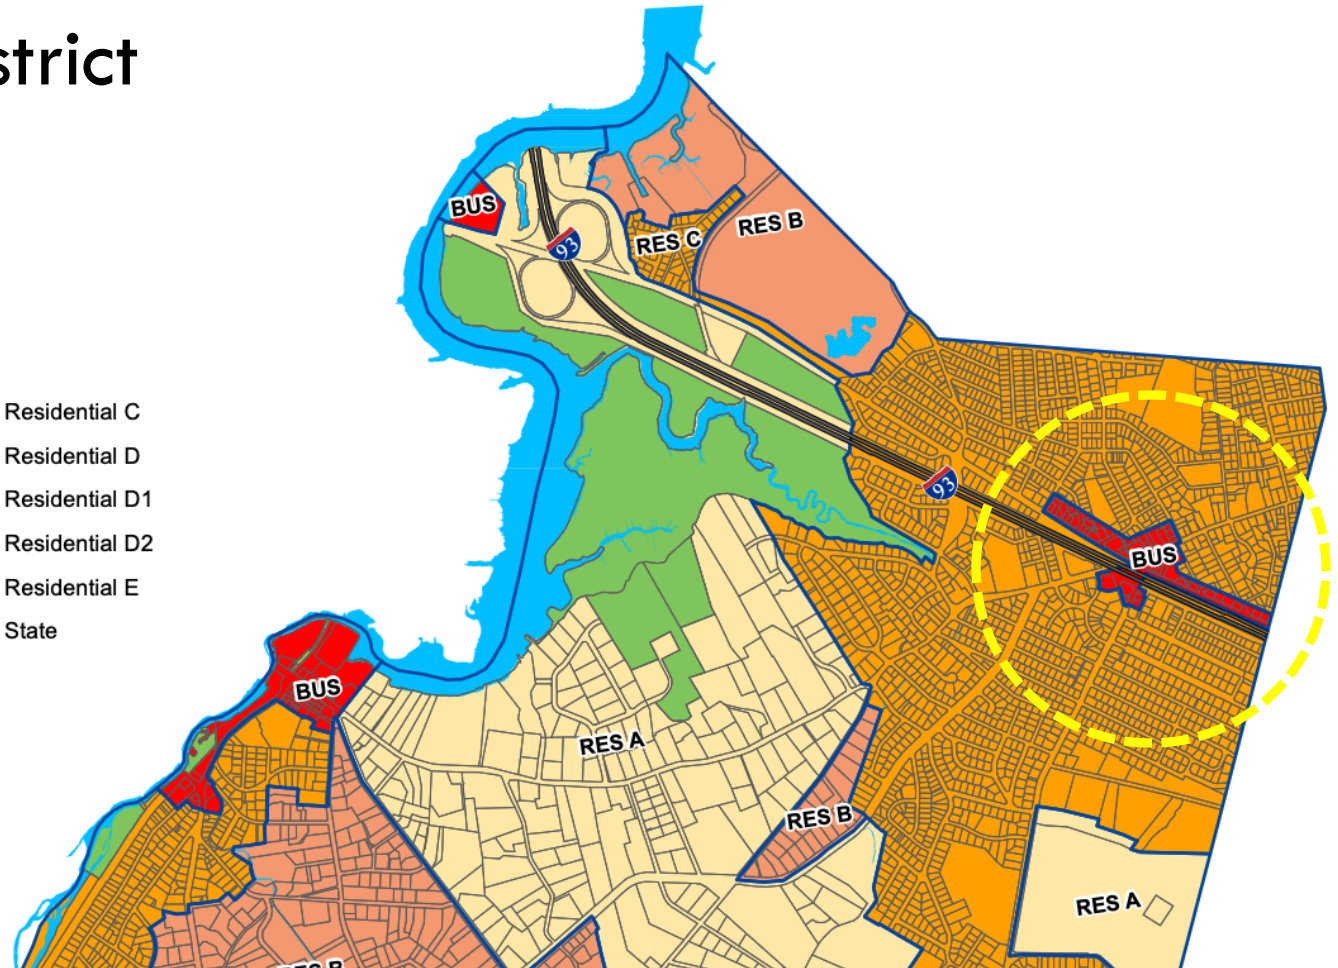 strict
BUS
93
RES C
RES B
Residential C
Residential D
Residential D1
Residential D2
Residential E
State
93
BUS
BUS
RES A
RES B
RES A